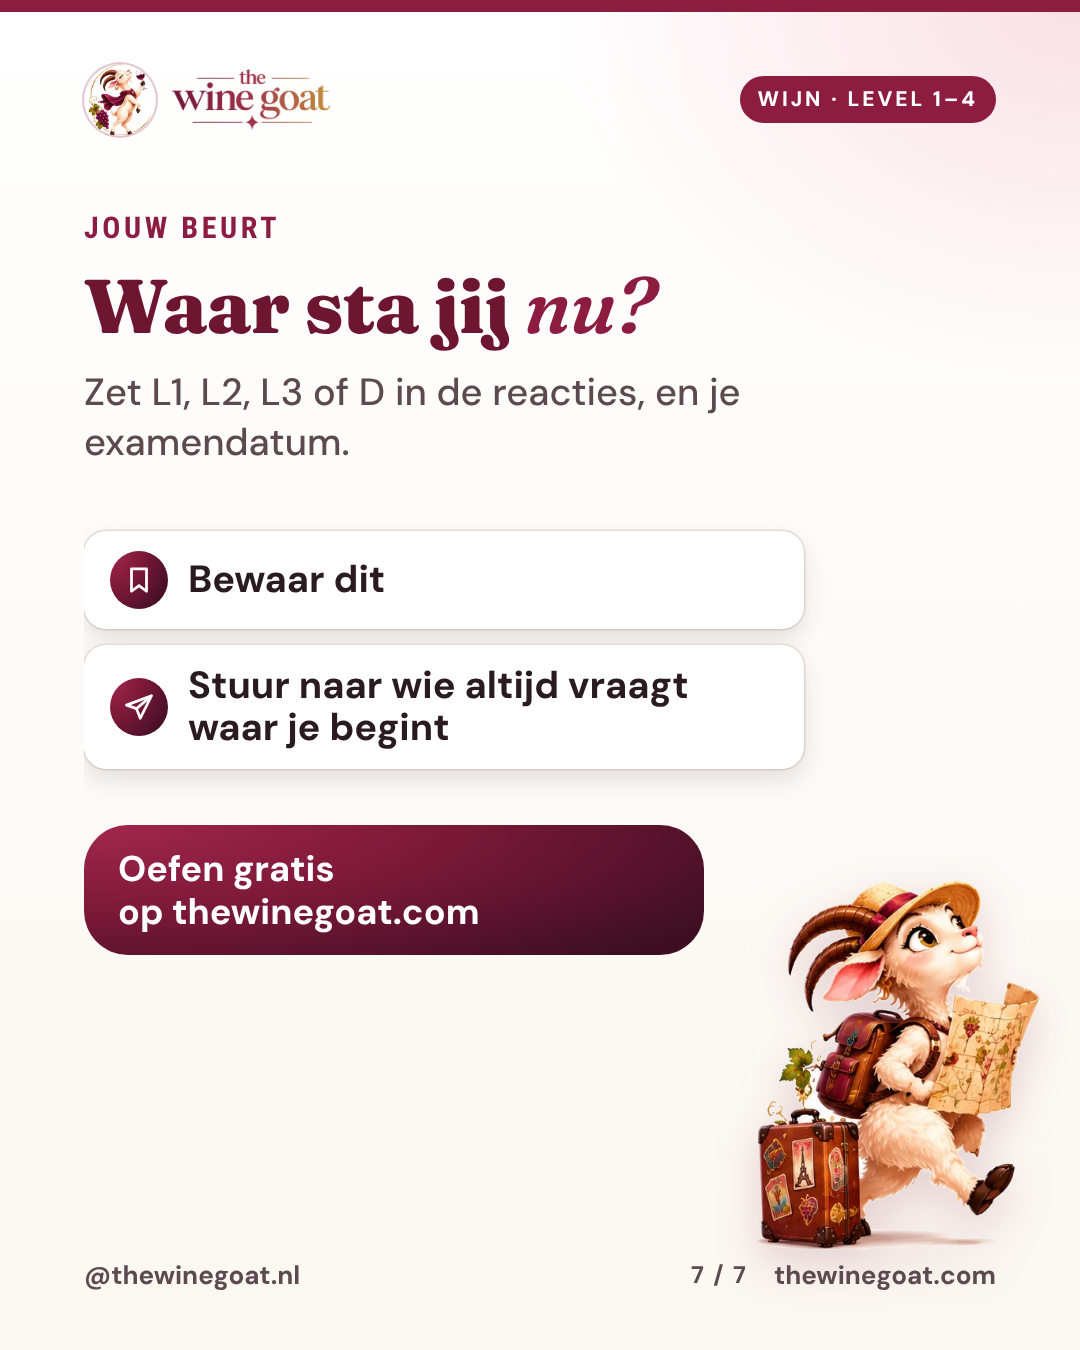 the
wine goat
WIJN · LEVEL 1–4
JOUW BEURT
Waar sta jij nu?
Zet L1, L2, L3 of D in de reacties, en je
examendatum.
Bewaar dit
Stuur naar wie altijd vraagt
waar je begint
Oefen gratis
op thewinegoat.com
@thewinegoat.nl
7 / 7
thewinegoat.com